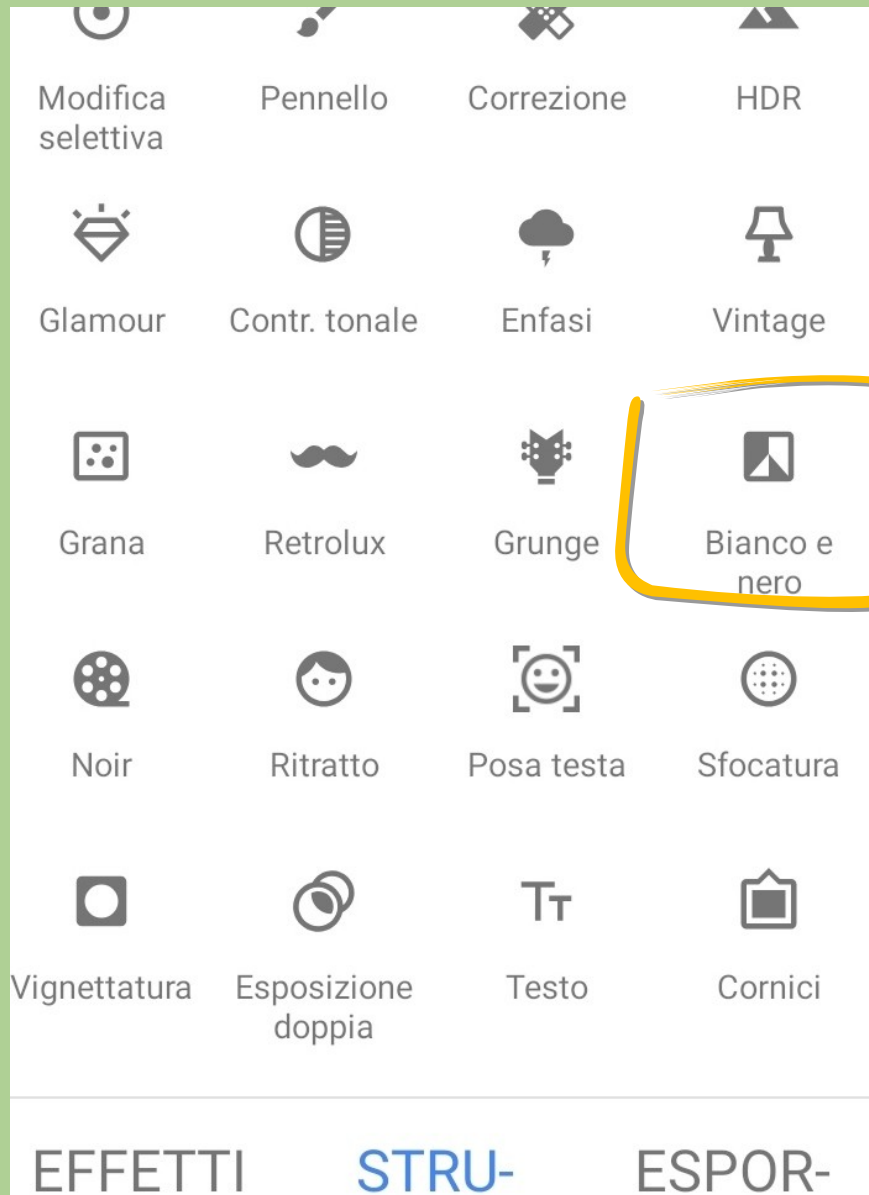 Modifica
selettiva
Pennello
Correzione
HDR
Glamour
Contr. tonale
Enfasi
Vintage
Grana
Retrolux
Grunge
Bianco e
nero
Noir
Ritratto
Posa testa
Sfocatura
Vignettatura
Esposizione
doppia
Testo
Cornici
EFFETTI
STRU-
ESPOR-